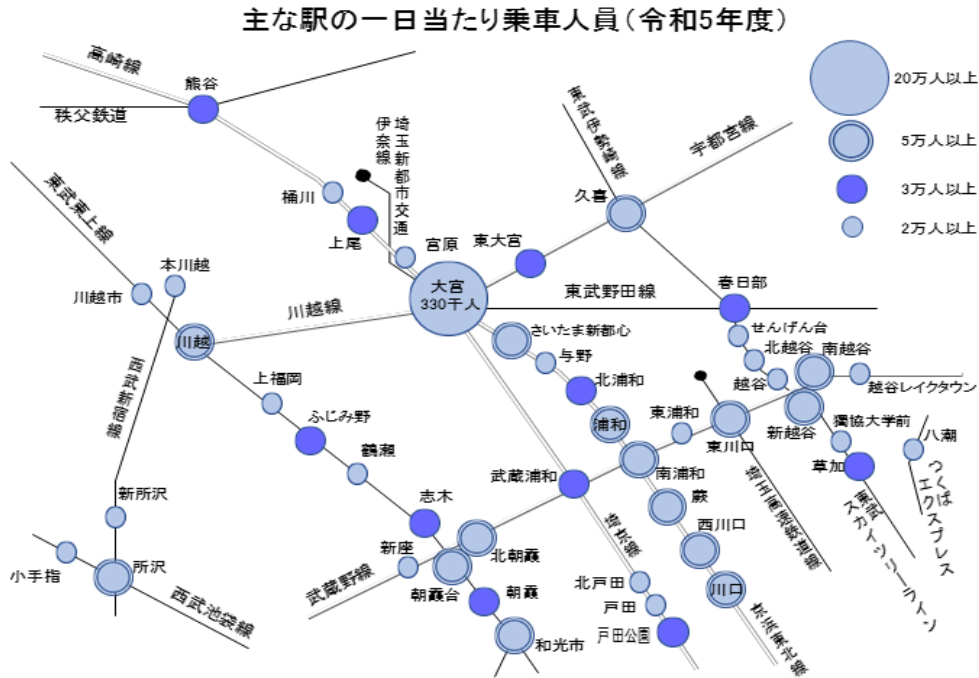 主な駅の一日当たり乗車人員（令和5年度）
高崎線
熊谷
秩父鉄道
20万人以上
5万人以上
3万人以上
2万人以上
埼玉新都市交通
伊奈線
東武伊勢崎線
宇都宮線
久喜
桶川
上尾
宮原
東大宮
東武東上線
本川越
川越市
大宮
330千人
東武野田線
春日部
川越線
川越
さいたま新都心
せんげん台
北越谷
南越谷
与野
越谷
越谷レイクタウン
北浦和
上福岡
西武新宿線
ふじみ野
浦和
東浦和
東川口
新越谷
獨協大学前
八潮
鶴瀬
武蔵浦和
南浦和
草加
つくば
エクスプレス
新所沢
志木
蕨
埼玉高速鉄道線
東武
スカイツリーライン
新座
北朝霞
埼京線
西川口
小手指
所沢
武蔵野線
朝霞台
朝霞
北戸田
戸田
川口
西武池袋線
和光市
戸田公園
京浜東北線